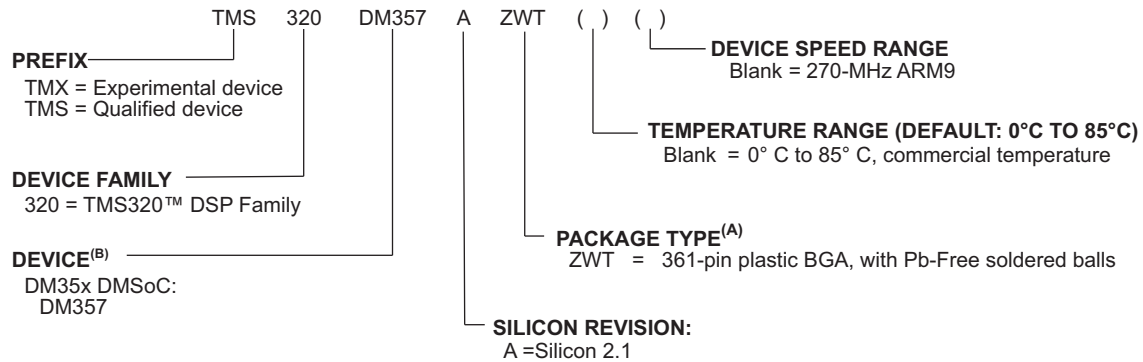 TMS 320 DM357 A ZWT ( ) ( )
PREFIX
TMX = Experimental device
TMS = Qualified device
DEVICE SPEED RANGE
Blank = 270-MHz ARM9
TEMPERATURE RANGE (DEFAULT: 0°C TO 85°C)
Blank = 0° C to 85° C, commercial temperature
DEVICE FAMILY
320 = TMS320™ DSP Family
PACKAGE TYPE(A)
ZWT = 361-pin plastic BGA, with Pb-Free soldered balls
DEVICE(B)
DM35x DMSoC:
DM357
SILICON REVISION:
A =Silicon 2.1